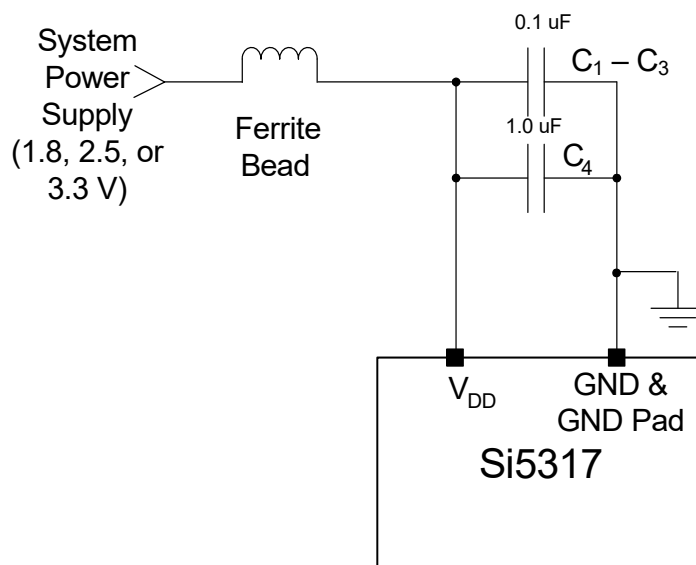 System
Power
Supply
(1.8, 2.5, or
3.3 V)
Ferrite
Bead
0.1 uF
C₁ – C₃
1.0 uF
C₄
V_DD
GND &
GND Pad
Si5317